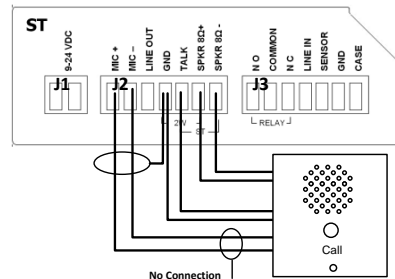 ST
J1
9-24 VDC
J2
MIC +
MIC –
LINE OUT
GND
TALK
SPKR 8Ω+
SPKR 8Ω -
J3
N O
COMMON
N C
LINE IN
SENSOR
GND
CASE
2W
ST
RELAY
Call
No Connection